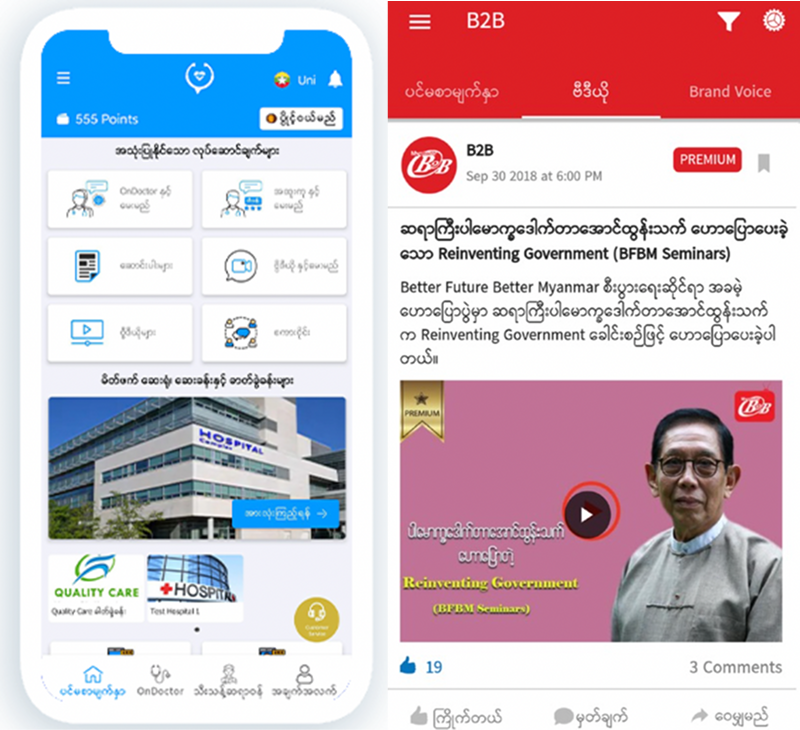 Uni
555 Points
ပွိုင့်ဝယ်မည်
အသုံးပြုနိုင်သော လုပ်ဆောင်ချက်များ
OnDoctor နှင့်
မေးမည်
အထူးကု နှင့်
မေးမည်
ဆောင်းပါးများ
ဗွီဒီယို နှင့်မေးမည်
ဗွီဒီယိုများ
စကားဝိုင်း
မိတ်ဖက် ဆေးရုံ၊ ဆေးခန်းနှင့် ဓာတ်ခွဲခန်းများ
HOSPITAL
Complex
အားလုံးကြည့်ရန် →
QUALITY CARE
Quality Care ဓါတ်ခွဲခန်း
HOSPITAL
Test Hospital 1
Customer
Service
ပင်မစာမျက်နှာ
OnDoctor
သီးသန့်ဆရာဝန်
အချက်အလက်
B2B
ပင်မစာမျက်နှာ
ဗီဒီယို
Brand Voice
B2B
B2B
Sep 30 2018 at 6:00 PM
PREMIUM
ဆရာကြီးပါမောက္ခဒေါက်တာအောင်ထွန်းသက် ဟောပြောပေးခဲ့
သော Reinventing Government (BFBM Seminars)
Better Future Better Myanmar စီးပွားရေးဆိုင်ရာ အခမဲ့
ဟောပြောပွဲမှာ ဆရာကြီးပါမောက္ခဒေါက်တာအောင်ထွန်းသက်
က Reinventing Government ခေါင်းစဉ်ဖြင့် ဟောပြောပေးခဲ့ပါ
တယ်။
PREMIUM
B2B
ပါမောက္ခဒေါက်တာအောင်ထွန်းသက်
ဟောပြောတဲ့
Reinventing Government
(BFBM Seminars)
19
3 Comments
ကြိုက်တယ်
မှတ်ချက်
ဝေမျှမည်